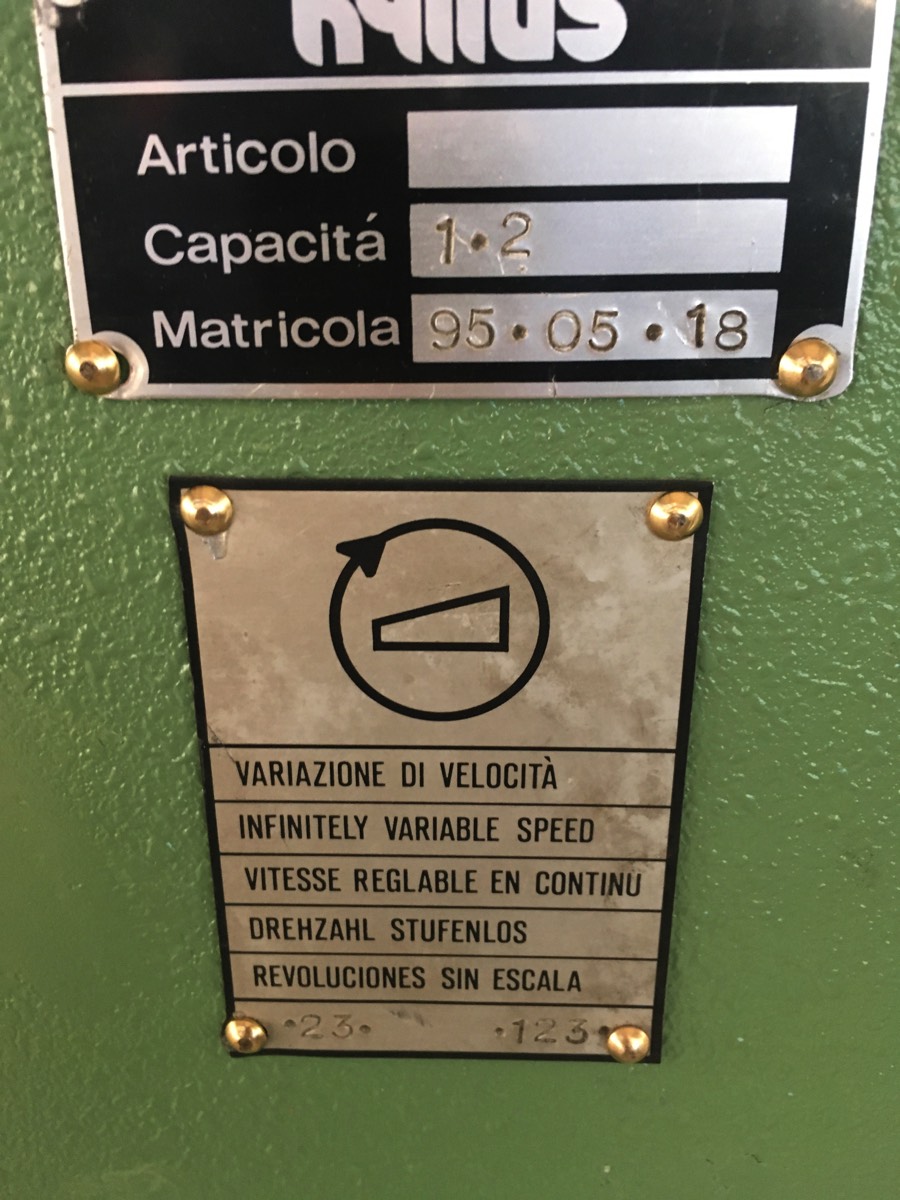 Articolo
Capacitá 1•2
Matricola 95•05•18
VARIAZIONE DI VELOCITÀ
INFINITELY VARIABLE SPEED
VITESSE REGLABLE EN CONTINU
DREHZAHL STUFENLOS
REVOLUCIONES SIN ESCALA
•23• •123•